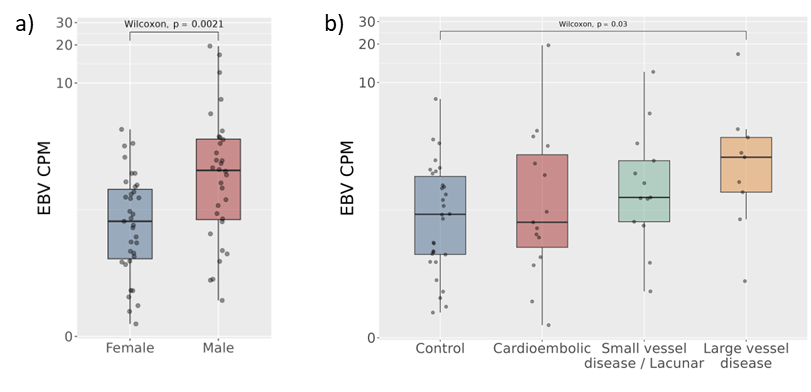 a)
Wilcoxon, p = 0.0021
30
20
10
0
EBV CPM
Female
Male
b)
Wilcoxon, p = 0.03
30
20
10
0
EBV CPM
Control
Cardioembolic
Small vessel
disease / Lacunar
Large vessel
disease